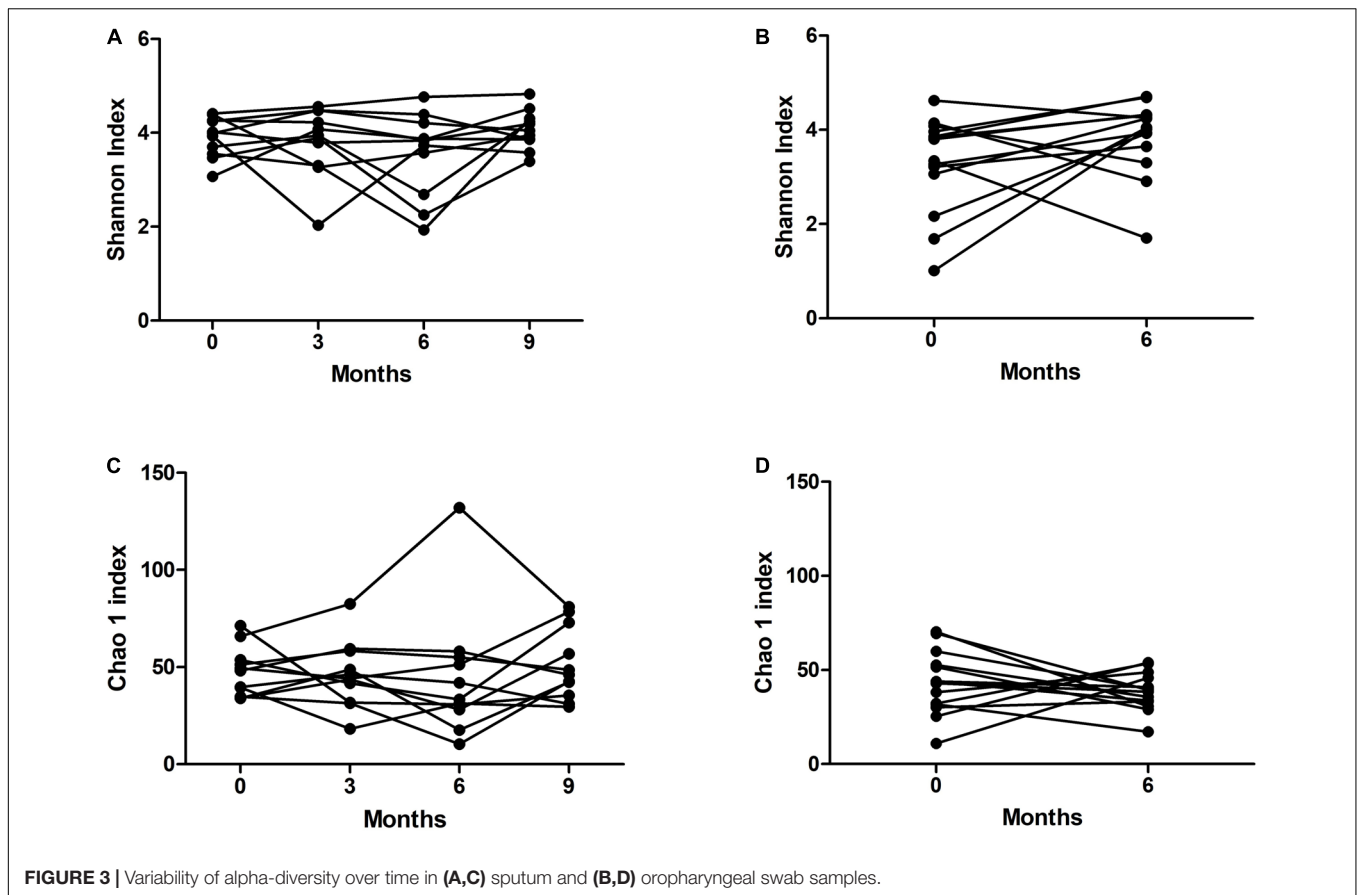 A
6
4
2
0
Shannon Index
0 3 6 9
Months
B
6
4
2
0
Shannon Index
0 6
Months
C
150
100
50
0
Chao 1 index
0 3 6 9
Months
D
150
100
50
0
Chao 1 index
0 6
Months
FIGURE 3 | Variability of alpha-diversity over time in (A,C) sputum and (B,D) oropharyngeal swab samples.